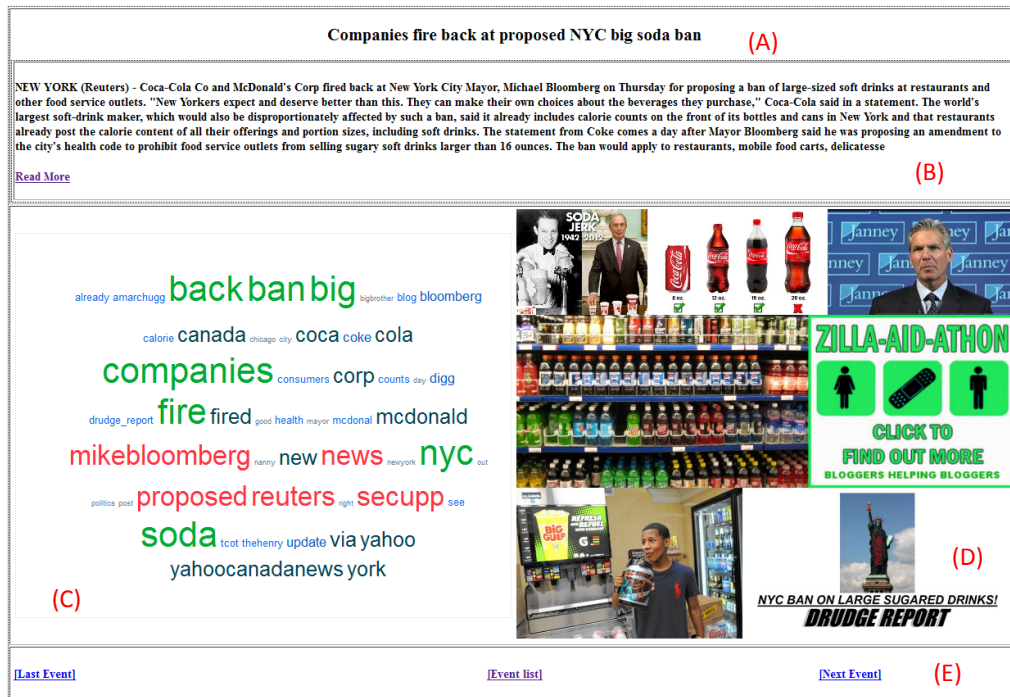 Companies fire back at proposed NYC big soda ban
(A)
NEW YORK (Reuters) - Coca-Cola Co and McDonald's Corp fired back at New York City Mayor, Michael Bloomberg on Thursday for proposing a ban of large-sized soft drinks at restaurants and
other food service outlets. "New Yorkers expect and deserve better than this. They can make their own choices about the beverages they purchase," Coca-Cola said in a statement. The world's
largest soft-drink maker, which would also be disproportionately affected by such a ban, said it already includes calorie counts on the front of its bottles and cans in New York and that restaurants
already post the calorie content of all their offerings and portion sizes, including soft drinks. The statement from Coke comes a day after Mayor Bloomberg said he was proposing an amendment to
the city's health code to prohibit food service outlets from selling sugary soft drinks larger than 16 ounces. The ban would apply to restaurants, mobile food carts, delicatesse
Read More
(B)
already amarchugg back ban big bigbrother blog bloomberg
calorie canada chicago city coca coke cola
companies consumers corp counts day digg
drudge_report fire fired good health mayor mcdonal mcdonald
mikebloomberg nanny new news newyork nyc out
politics post proposed reuters right secupp see
soda tcot thehenry update via yahoo
yahoocanadanews york
(C)
SODA
JERK
1942 2012
Coca-Cola
8 oz. 12 oz. 16 oz. 20 oz.
Janney Jan
nney Janney
Janney
ZILLA-AID-ATHON
CLICK TO
FIND OUT MORE
BLOGGERS HELPING BLOGGERS
REFRESH
AND REFUEL
BIG
GULP
G
NYC BAN ON LARGE SUGARED DRINKS!
DRUDGE REPORT
(D)
[Last Event]
[Event list]
[Next Event]
(E)